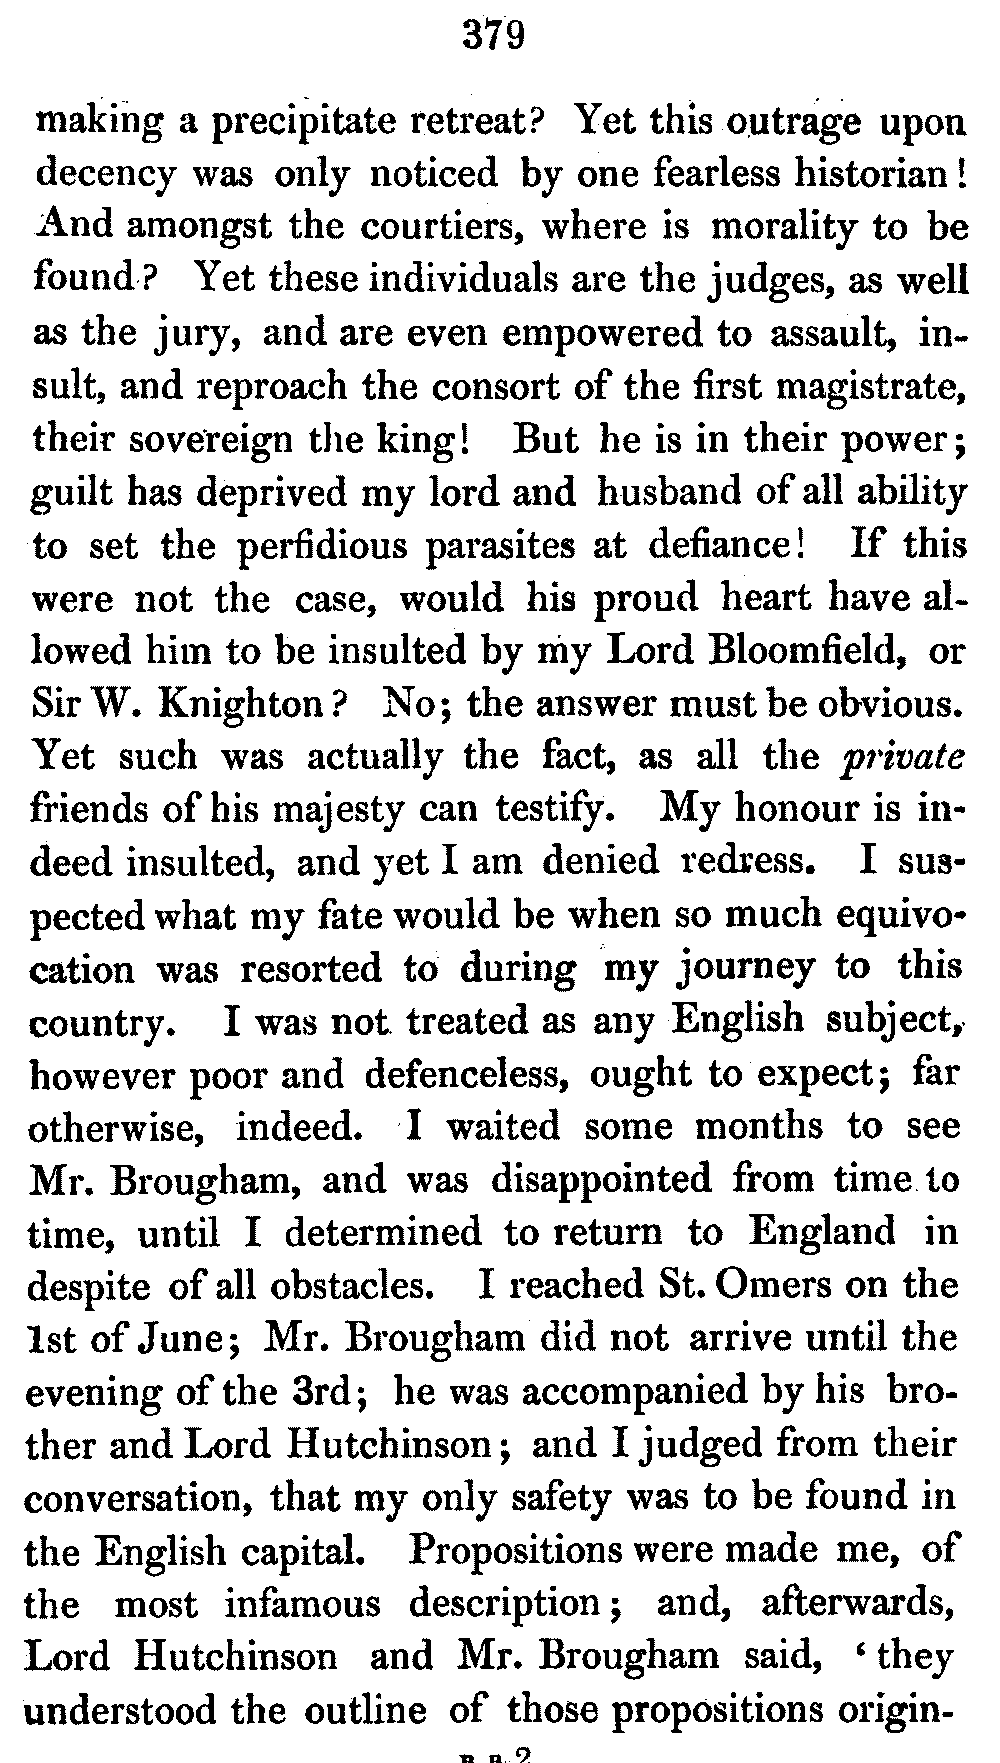 379
making a precipitate retreat? Yet this outrage upon
decency was only noticed by one fearless historian!
And amongst the courtiers, where is morality to be
found? Yet these individuals are the judges, as well
as the jury, and are even empowered to assault, in-
sult, and reproach the consort of the first magistrate,
their sovereign the king! But he is in their power;
guilt has deprived my lord and husband of all ability
to set the perfidious parasites at defiance! If this
were not the case, would his proud heart have al-
lowed him to be insulted by my Lord Bloomfield, or
Sir W. Knighton? No; the answer must be obvious.
Yet such was actually the fact, as all the private
friends of his majesty can testify. My honour is in-
deed insulted, and yet I am denied redress. I sus-
pected what my fate would be when so much equivo-
cation was resorted to during my journey to this
country. I was not treated as any English subject,
however poor and defenceless, ought to expect; far
otherwise, indeed. I waited some months to see
Mr. Brougham, and was disappointed from time to
time, until I determined to return to England in
despite of all obstacles. I reached St. Omers on the
1st of June; Mr. Brougham did not arrive until the
evening of the 3rd; he was accompanied by his bro-
ther and Lord Hutchinson; and I judged from their
conversation, that my only safety was to be found in
the English capital. Propositions were made me, of
the most infamous description; and, afterwards,
Lord Hutchinson and Mr. Brougham said, ‘they
understood the outline of those propositions origin-
B B 2